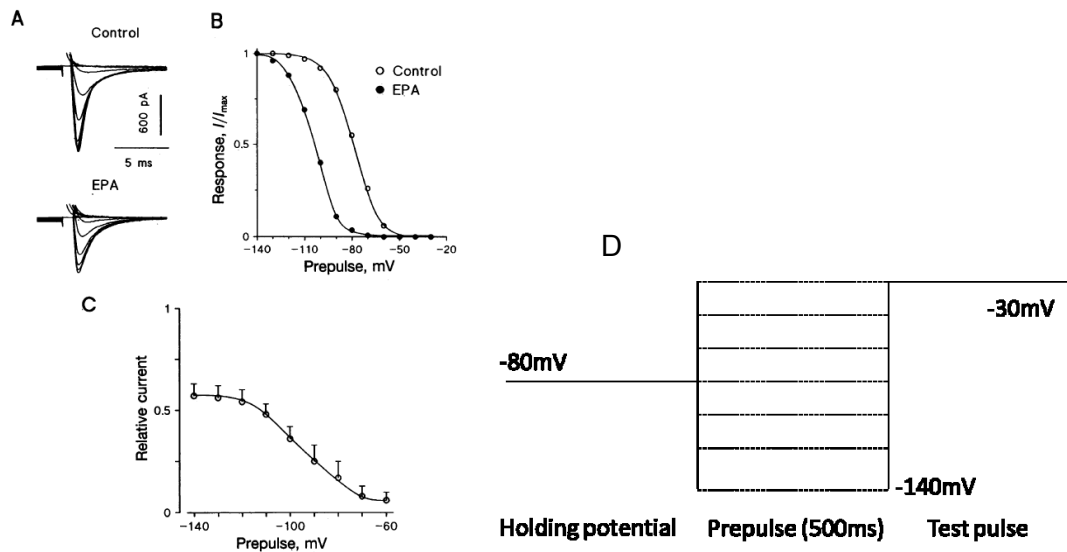 A
Control
600 pA
5 ms
EPA
B
1
0.5
0
Response, I/Imax
Control
EPA
−140 −110 −80 −50 −20
Prepulse, mV
C
1
0.5
0
Relative current
−140 −100 −60
Prepulse, mV
D
-80mV
-30mV
-140mV
Holding potential Prepulse (500ms) Test pulse